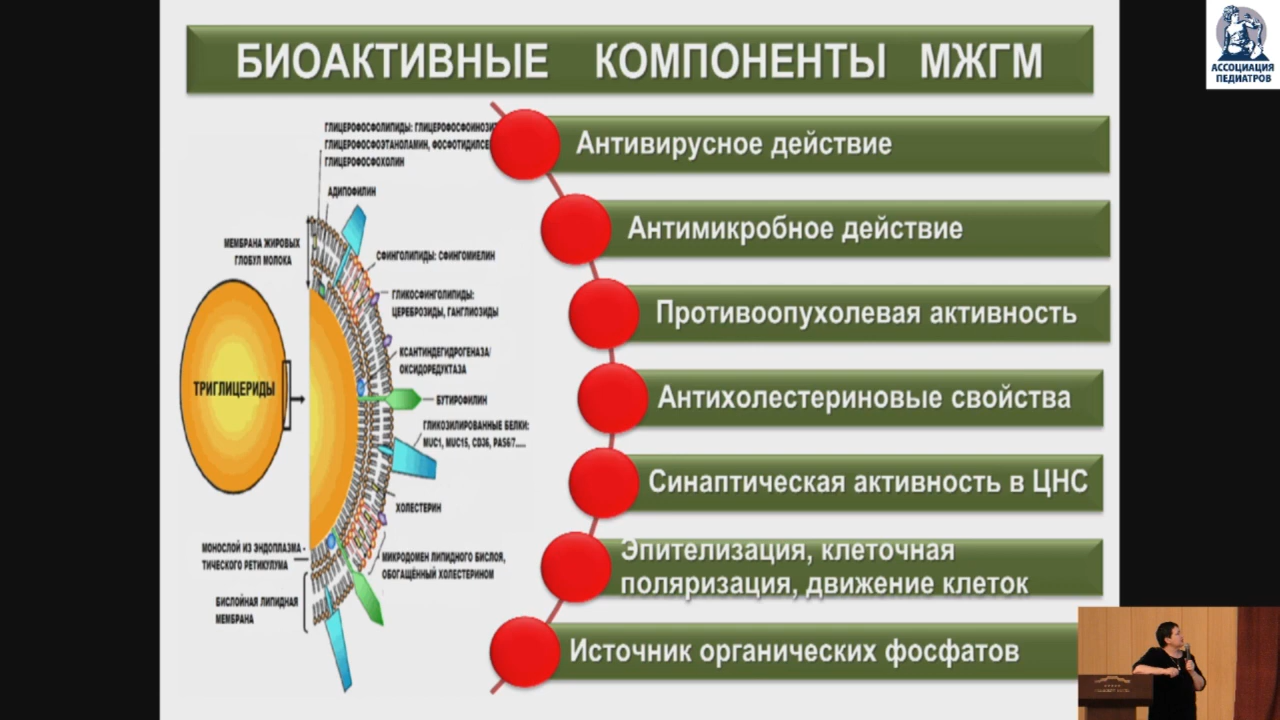 БИОАКТИВНЫЕ КОМПОНЕНТЫ МЖГМ
АССОЦИАЦИЯ
ПЕДИАТРОВ
ГЛИЦЕРОФОСФОЛИПИДЫ:
ГЛИЦЕРОФОСФОЭТАНОЛАМИН,
ГЛИЦЕРОФОСФОХОЛИН
АДИПОФИЛИН
МЕМБРАНА ЖИРОВЫХ
ГЛОБУЛ МОЛОКА
СФИНГОЛИПИДЫ: СФИНГОМИЕЛИН
ГЛИКОСФИНГОЛИПИДЫ:
ЦЕРЕБРОЗИДЫ, ГАНГЛИОЗИДЫ
КСАНТИНДЕГИДРОГЕНАЗА/
ОКСИДОРЕДУКТАЗА
ТРИГЛИЦЕРИДЫ
БУТИРОФИЛИН
ГЛИКОЗИЛИРОВАННЫЕ БЕЛКИ:
MUC1, MUC15, CD36, PAS6/7.....
ХОЛЕСТЕРИН
МОНОСЛОЙ ИЗ ЭНДОПЛАЗМА-
ТИЧЕСКОГО РЕТИКУЛУМА
МИКРОДОМЕН ЛИПИДНОГО БИСЛОЯ,
ОБОГАЩЁННЫЙ ХОЛЕСТЕРИНОМ
БИСЛОЙНАЯ ЛИПИДНАЯ
МЕМБРАНА
Антивирусное действие
Антимикробное действие
Противоопухолевая активность
Антихолестериновые свойства
Синаптическая активность в ЦНС
Эпителизация, клеточная
поляризация, движение клеток
Источник органических фосфатов